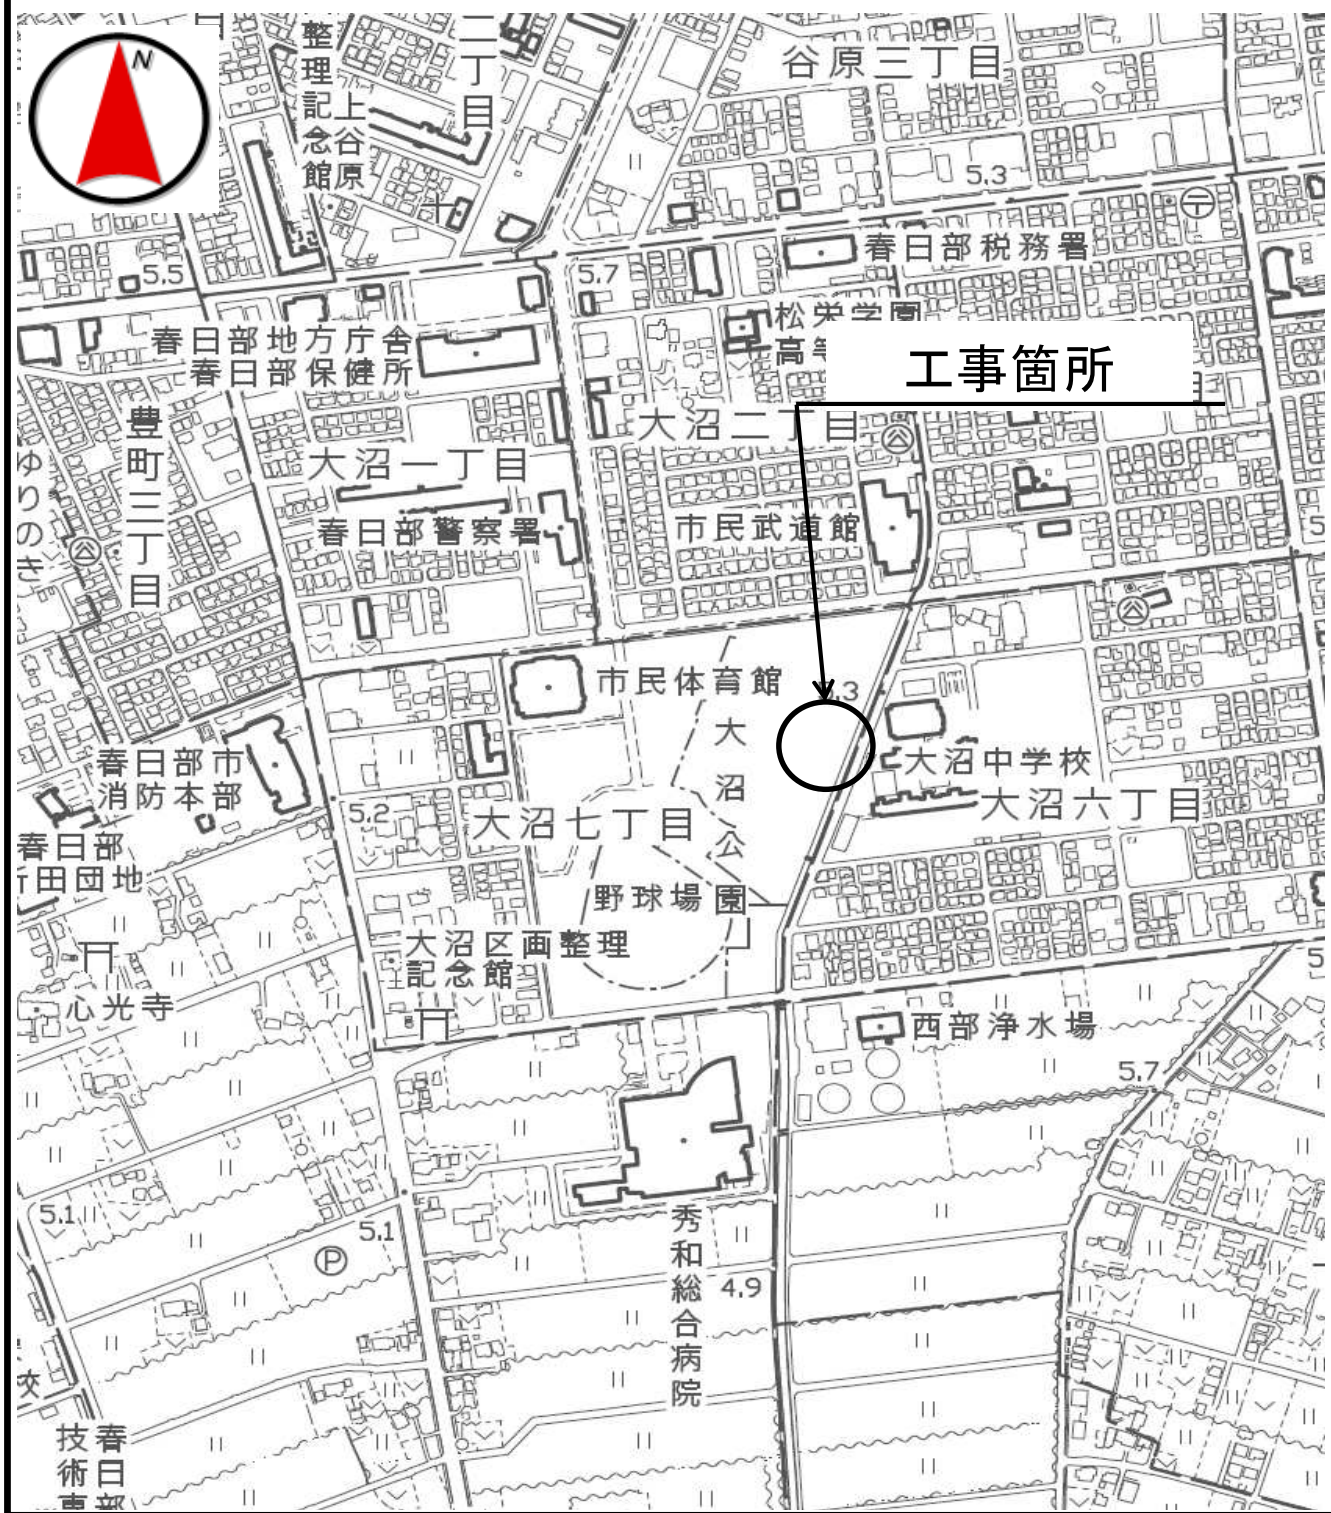 N
整理記念館
上谷原
二丁目
谷原三丁目
5.3
春日部税務署
5.5
5.7
松栄学園
高等
春日部地方庁舎
春日部保健所
工事箇所
豊町三丁目
大沼二丁目
ゆりのき
大沼一丁目
春日部警察署
市民武道館
市民体育館
5.3
大沼公園
春日部市
消防本部
大沼中学校
大沼六丁目
5.2
大沼七丁目
春日部
田団地
野球場
大沼区画整理
記念館
心光寺
西部浄水場
5.7
5.1
5.1
P
秀和総合病院
4.9
校
春日部
技術専